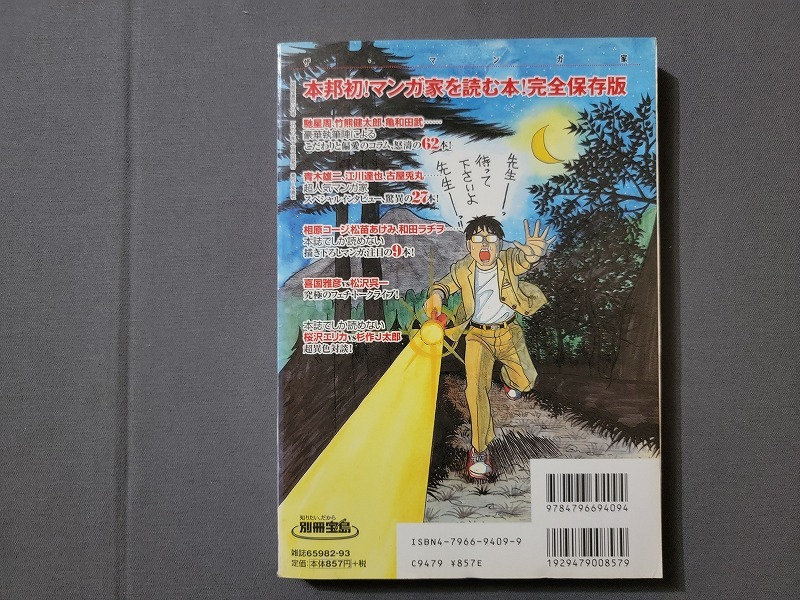 ザ・マンガ家
本邦初!マンガ家を読む本!完全保存版
馳星周、竹熊健太郎、亀和田武……
豪華執筆陣による
こだわりと偏愛のコラム、怒濤の62本!
青木雄二、江川達也、古屋兎丸……
超人気マンガ家
スペシャルインタビュー、驚異の27本!
相原コージ、松苗あけみ、和田ラヂヲ……
本誌でしか読めない
描き下ろしマンガ、注目の9本!
喜国雅彦vs松沢呉一
究極のフェチ・トークライブ!
本誌でしか読めない
桜沢エリカvs杉作J太郎
超異色対談!
先生――
待って
下さいよ
先生――!!
知りたい、だから
別冊宝島
雑誌65982-93
定価:本体857円+税
ISBN4-7966-9409-9
C9479 ¥857E
9784796694094
1929479008579